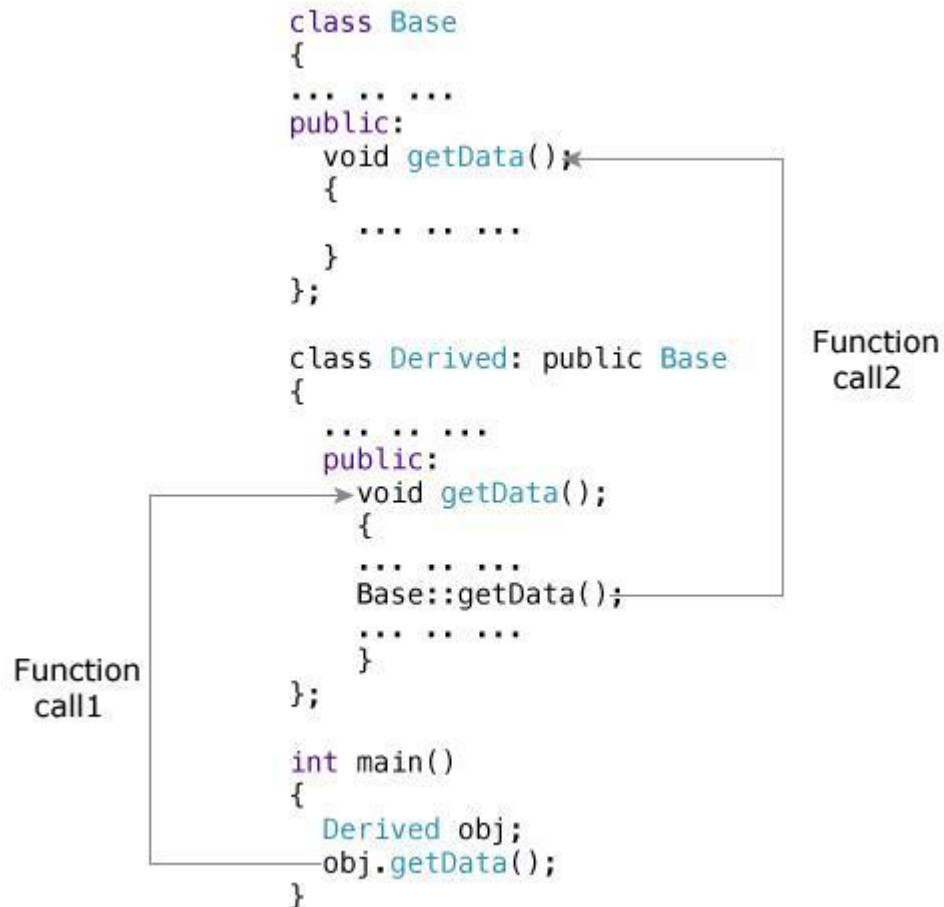 class Base
{
... .. ...
public:
void getData();
{
... .. ...
}
};
class Derived: public Base
{
... .. ...
public:
void getData();
{
... .. ...
Base::getData();
... .. ...
}
};
int main()
{
Derived obj;
obj.getData();
}
Function
call1
Function
call2